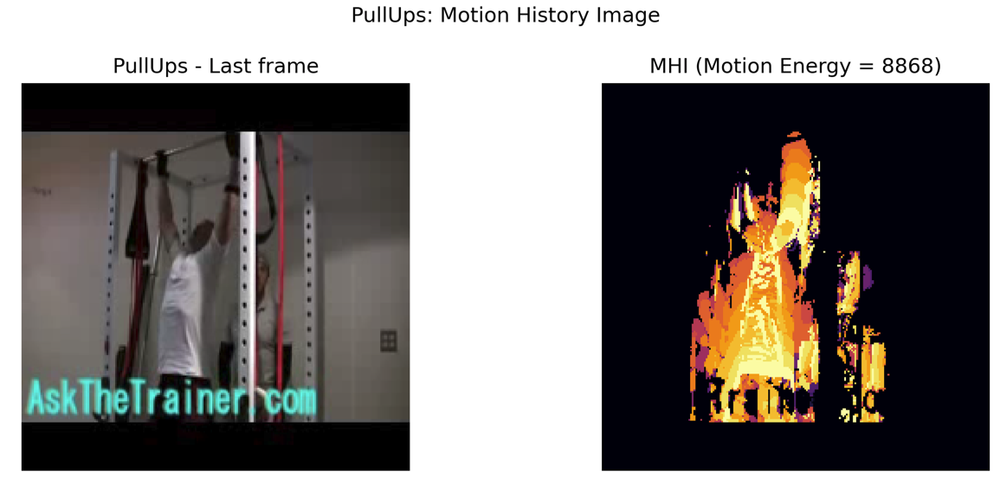 PullUps: Motion History Image
PullUps - Last frame
MHI (Motion Energy = 8868)
AskTheTrainer.com